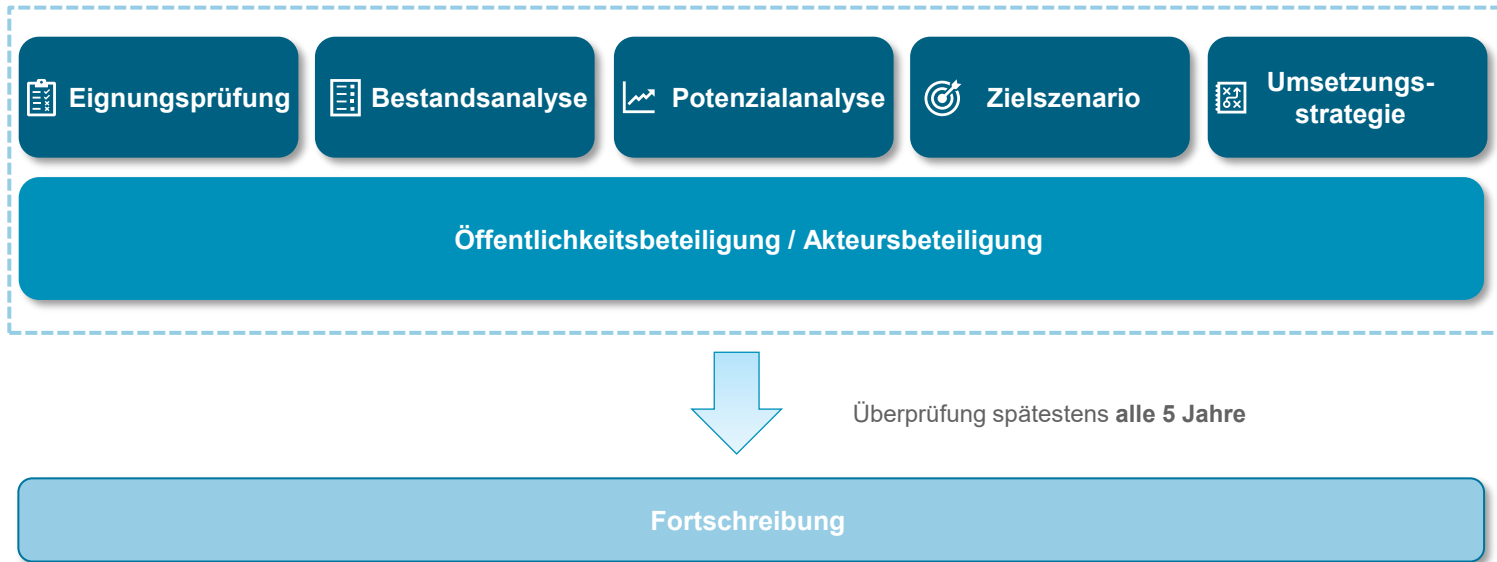 Eignungsprüfung
Bestandsanalyse
Potenzialanalyse
Zielszenario
Umsetzungs-
strategie
Öffentlichkeitsbeteiligung / Akteursbeteiligung
Überprüfung spätestens alle 5 Jahre
Fortschreibung